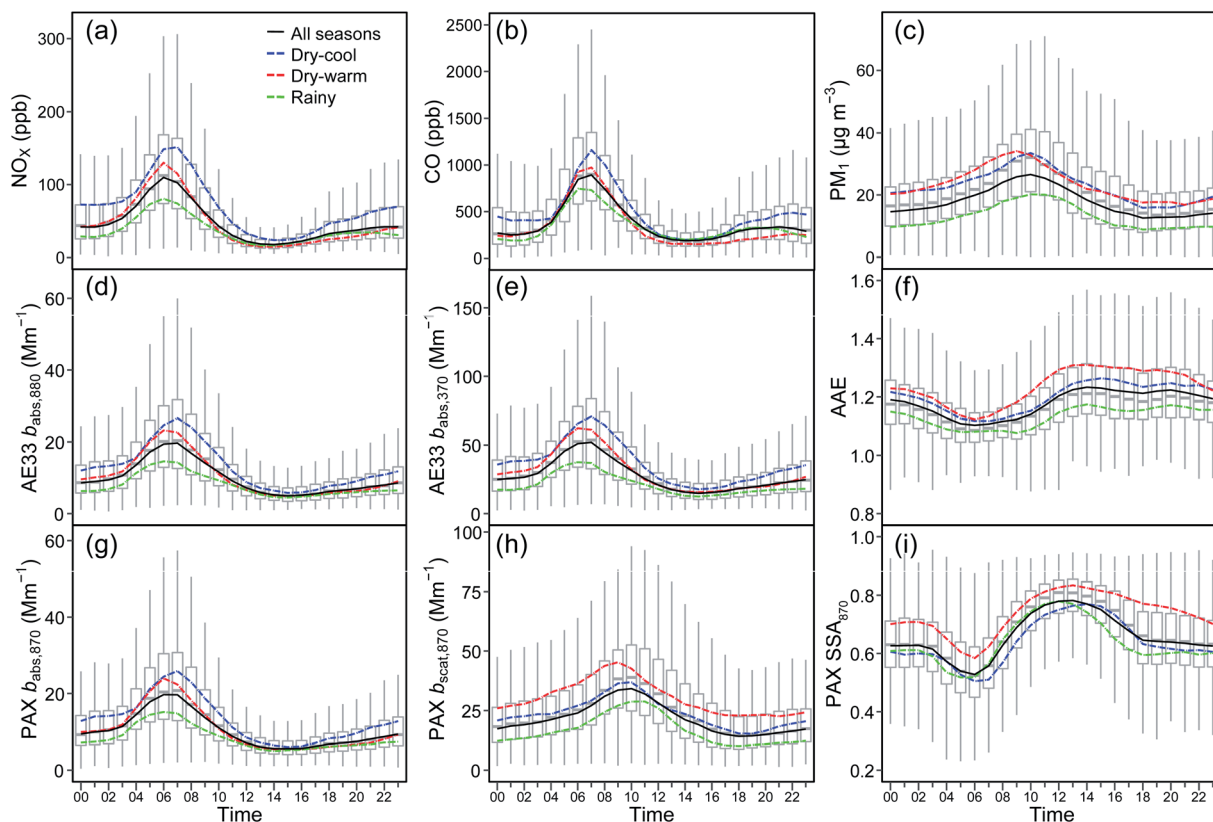 (a)
All seasons
Dry-cool
Dry-warm
Rainy
NOX (ppb)
300
200
100
0
(b)
CO (ppb)
2500
2000
1500
1000
500
0
(c)
PM1 (µg m−3)
60
40
20
0
(d)
AE33 babs,880 (Mm−1)
60
40
20
0
(e)
AE33 babs,370 (Mm−1)
150
100
50
0
(f)
AAE
1.6
1.4
1.2
1.0
0.8
(g)
PAX babs,870 (Mm−1)
60
40
20
0
00 02 04 06 08 10 12 14 16 18 20 22
Time
(h)
PAX bscat,870 (Mm−1)
100
75
50
25
0
00 02 04 06 08 10 12 14 16 18 20 22
Time
(i)
PAX SSA870
1.0
0.8
0.6
0.4
0.2
00 02 04 06 08 10 12 14 16 18 20 22
Time